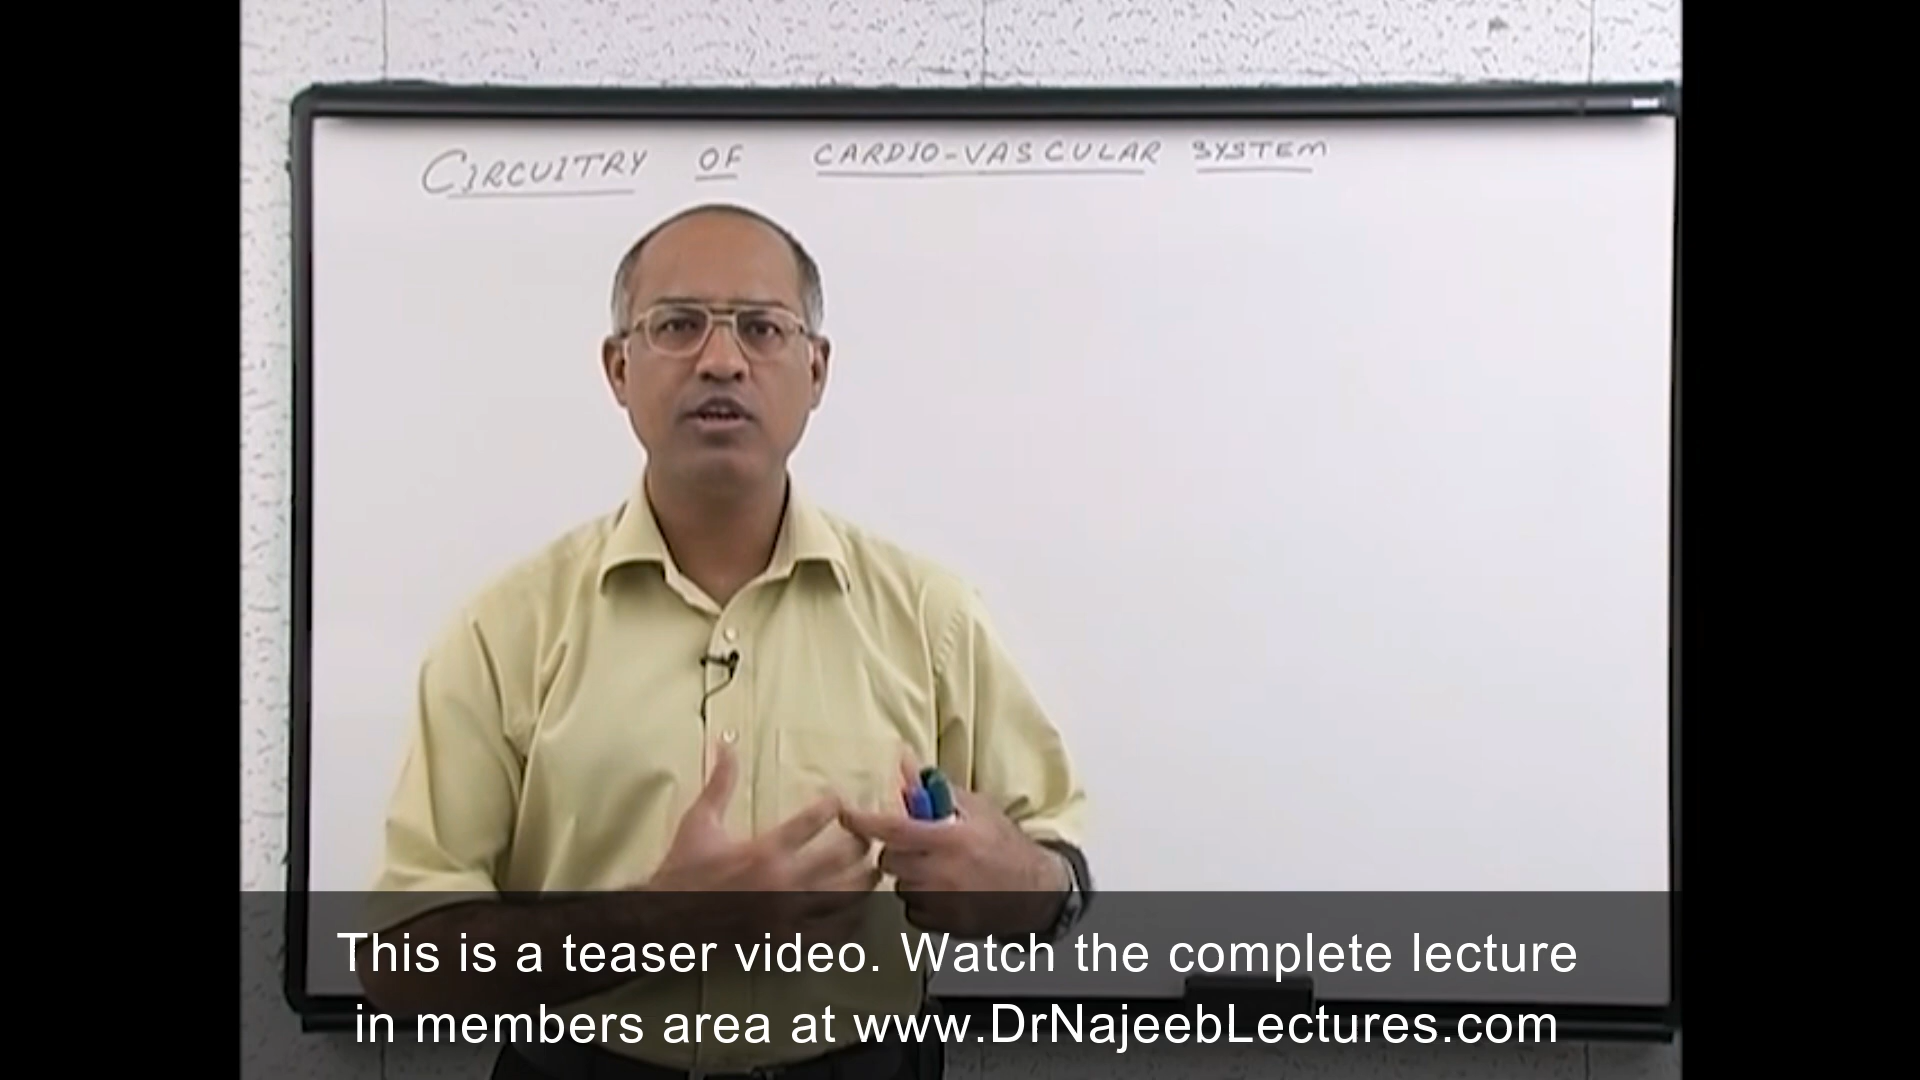 CIRCUITRY OF CARDIO-VASCULAR SYSTEM
This is a teaser video. Watch the complete lecture
in members area at www.DrNajeebLectures.com